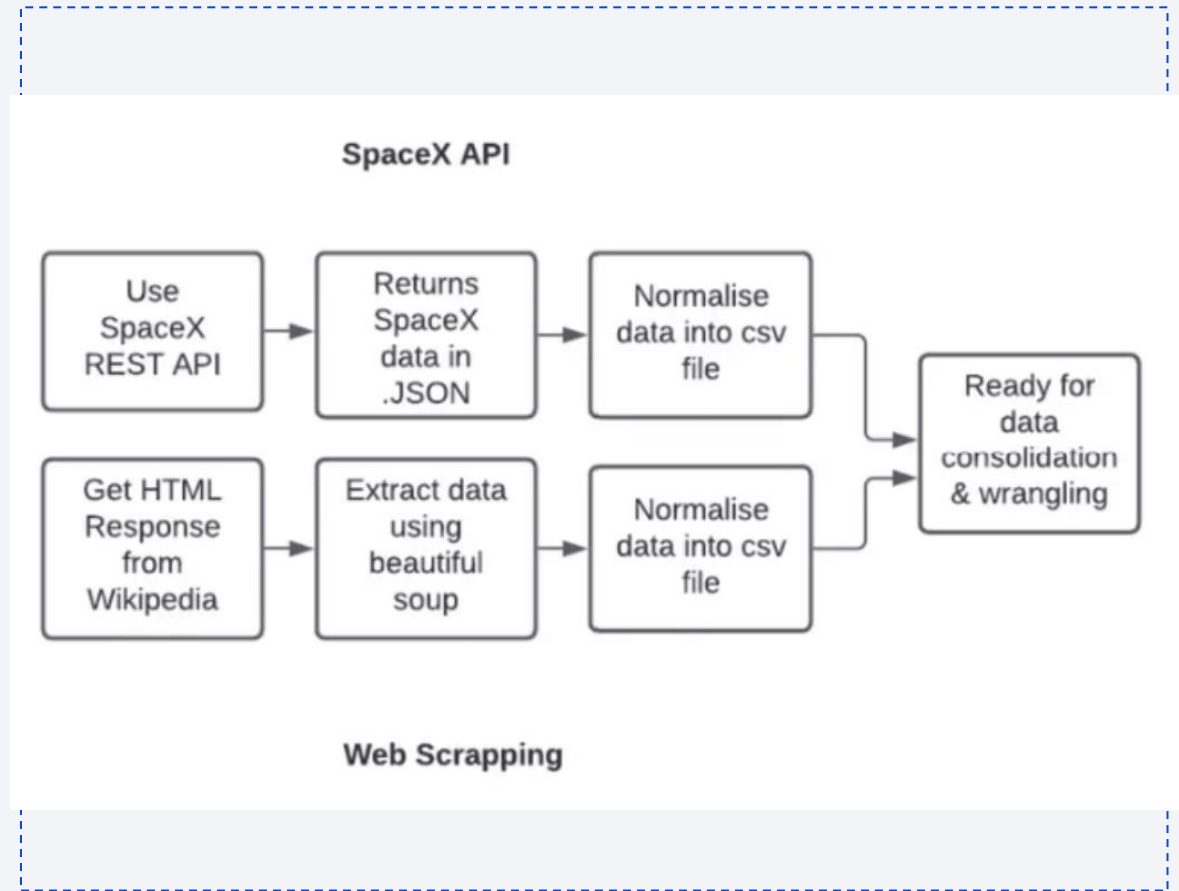 SpaceX API
Use
SpaceX
REST API
Returns
SpaceX
data in
.JSON
Normalise
data into csv
file
Get HTML
Response
from
Wikipedia
Extract data
using
beautiful
soup
Normalise
data into csv
file
Ready for
data
consolidation
& wrangling
Web Scrapping